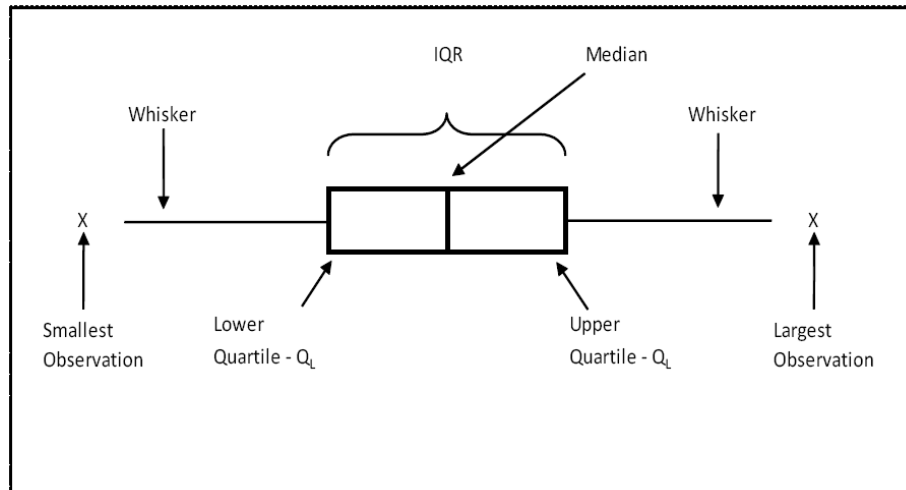 IQR
Median
Whisker
Whisker
X
X
Smallest
Observation
Lower
Quartile - QL
Upper
Quartile - QL
Largest
Observation